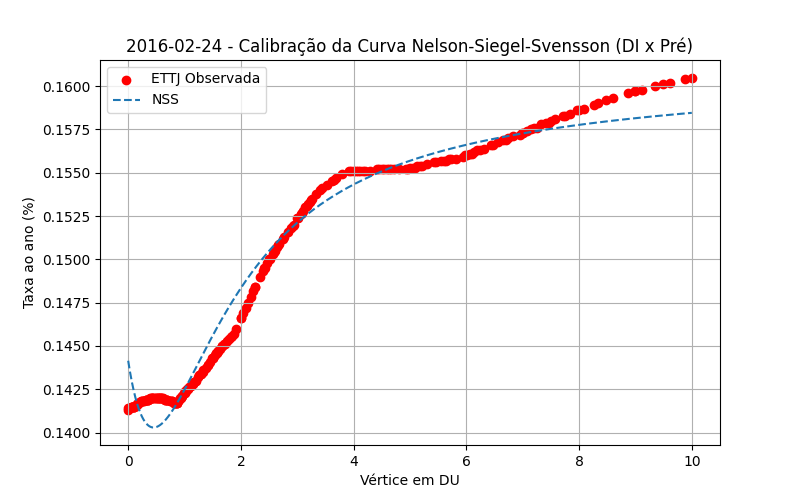 2016-02-24 - Calibração da Curva Nelson-Siegel-Svensson (DI x Pré)
ETTJ Observada
NSS
Taxa ao ano (%)
0.1600
0.1575
0.1550
0.1525
0.1500
0.1475
0.1450
0.1425
0.1400
0 2 4 6 8 10
Vértice em DU